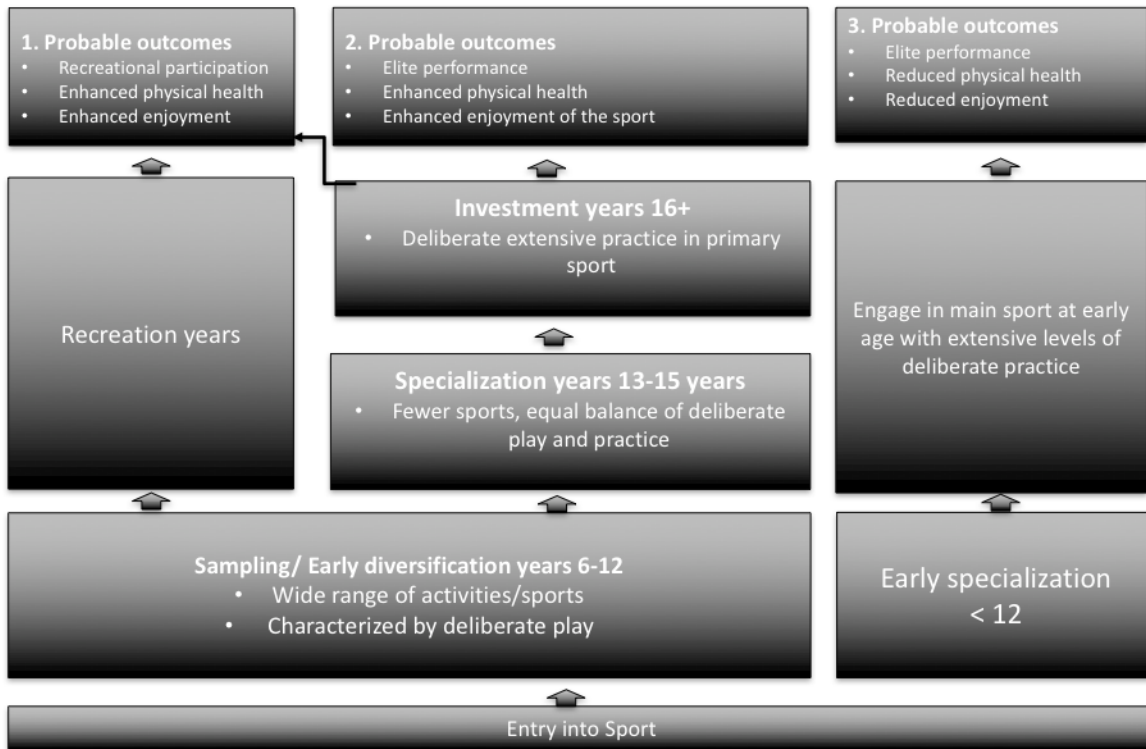 1. Probable outcomes
• Recreational participation
• Enhanced physical health
• Enhanced enjoyment
2. Probable outcomes
• Elite performance
• Enhanced physical health
• Enhanced enjoyment of the sport
3. Probable outcomes
• Elite performance
• Reduced physical health
• Reduced enjoyment
Recreation years
Investment years 16+
• Deliberate extensive practice in primary
sport
Specialization years 13-15 years
• Fewer sports, equal balance of deliberate
play and practice
Engage in main sport at early
age with extensive levels of
deliberate practice
Sampling/ Early diversification years 6-12
• Wide range of activities/sports
• Characterized by deliberate play
Early specialization
< 12
Entry into Sport